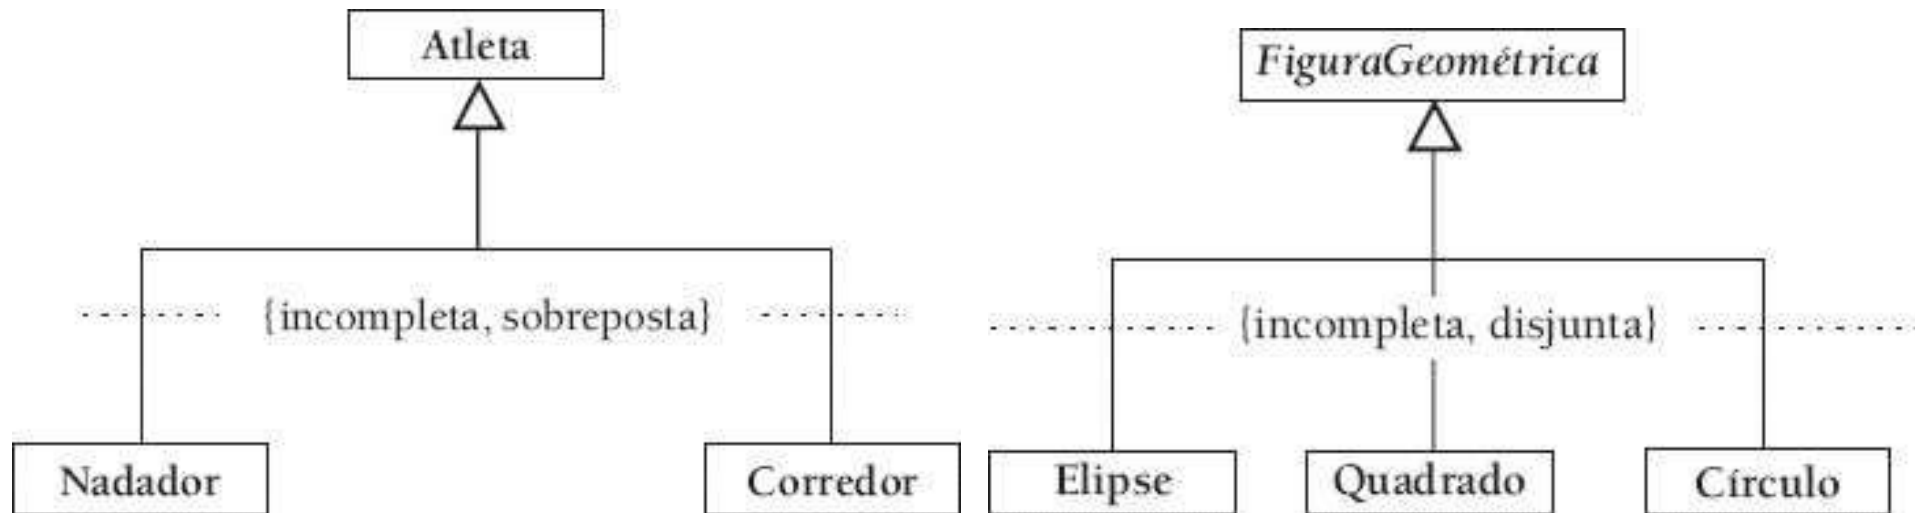 Atleta
{incompleta, sobreposta}
Nadador
Corredor
FiguraGeométrica
{incompleta, disjunta}
Elipse
Quadrado
Círculo